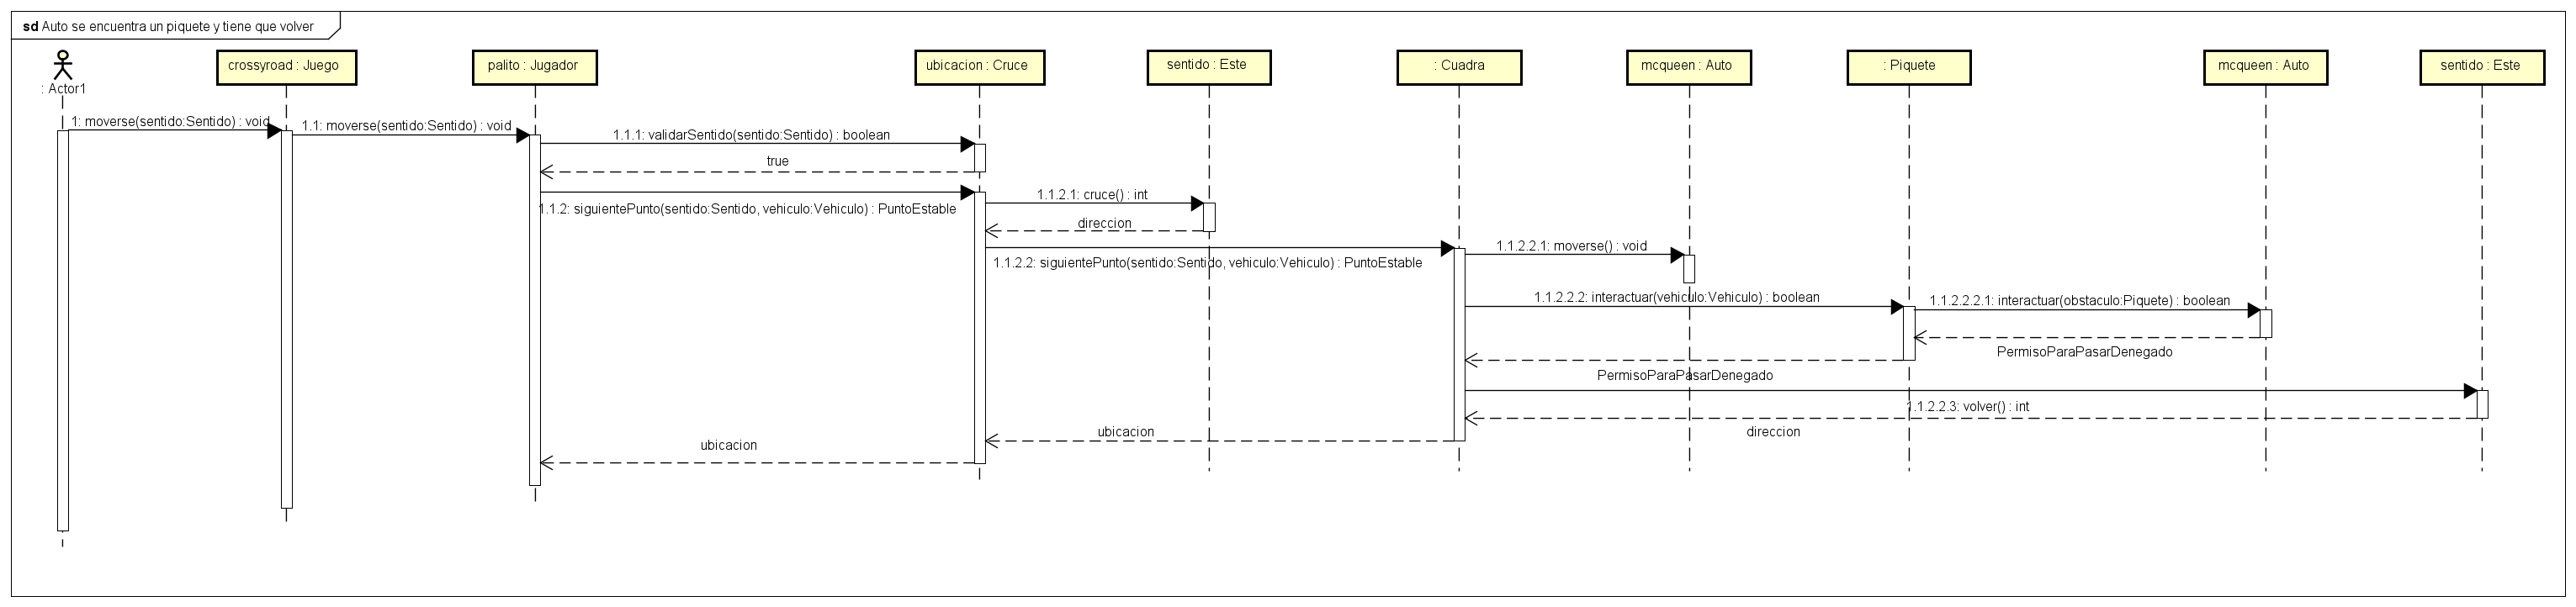 sd Auto se encuentra un piquete y tiene que volver
: Actor1
crossyroad : Juego
palito : Jugador
ubicacion : Cruce
sentido : Este
: Cuadra
mcqueen : Auto
: Piquete
mcqueen : Auto
sentido : Este
1: moverse(sentido:Sentido) : void
1.1: moverse(sentido:Sentido) : void
1.1.1: validarSentido(sentido:Sentido) : boolean
true
1.1.2: siguientePunto(sentido:Sentido, vehiculo:Vehiculo) : PuntoEstable
1.1.2.1: cruce() : int
direccion
1.1.2.2: siguientePunto(sentido:Sentido, vehiculo:Vehiculo) : PuntoEstable
1.1.2.2.1: moverse() : void
1.1.2.2.2: interactuar(vehiculo:Vehiculo) : boolean
1.1.2.2.2.1: interactuar(obstaculo:Piquete) : boolean
PermisoParaPasarDenegado
PermisoParaPasarDenegado
1.1.2.2.3: volver() : int
direccion
ubicacion
ubicacion